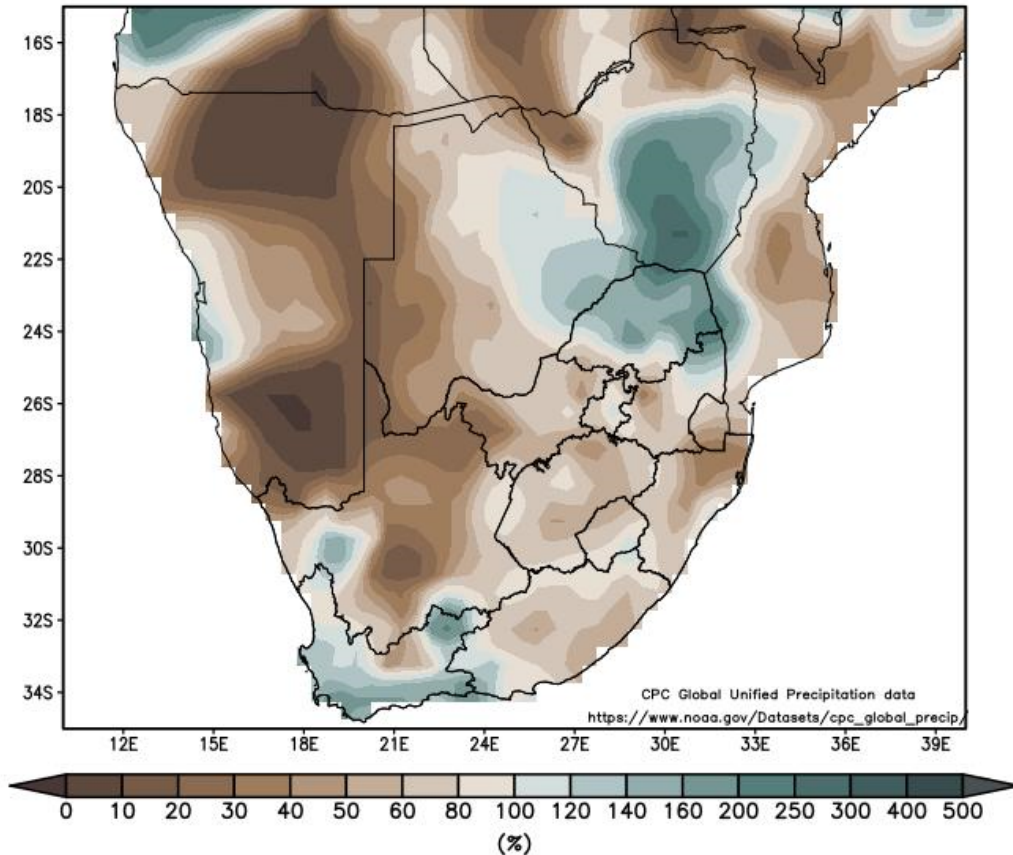 16S
18S
20S
22S
24S
26S
28S
30S
32S
34S
CPC Global Unified Precipitation data
https://www.noaa.gov/Datasets/cpc_global_precip/
12E 15E 18E 21E 24E 27E 30E 33E 36E 39E
0 10 20 30 40 50 60 80 100 120 140 160 200 250 300 400 500
(%)